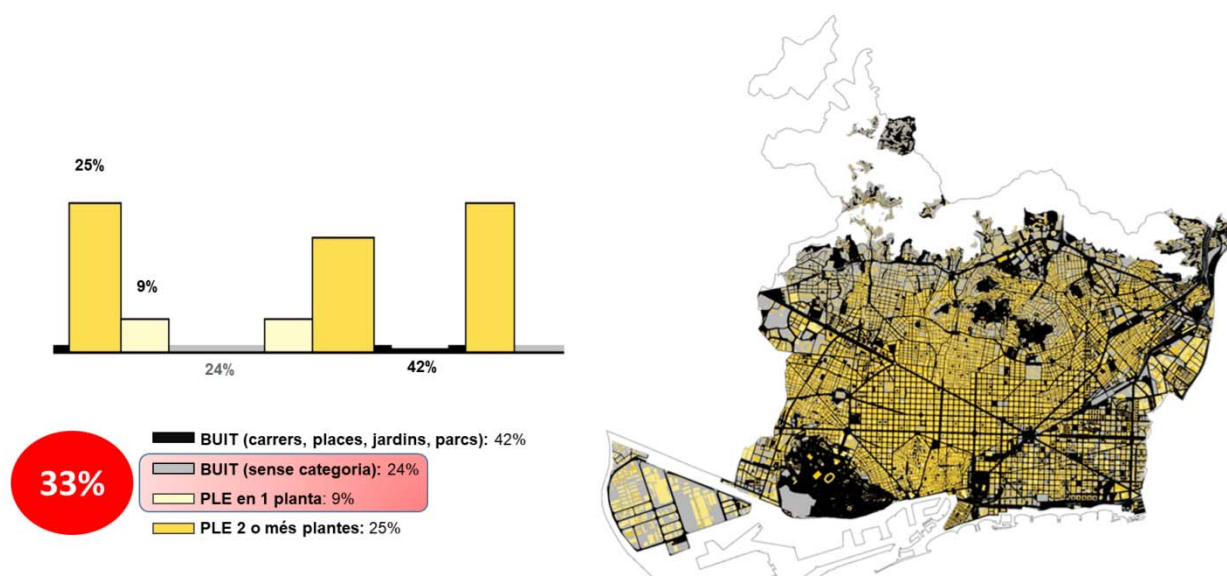 25%
9%
24%
42%
33%
BUIT (carrers, places, jardins, parcs): 42%
BUIT (sense categoria): 24%
PLE en 1 planta: 9%
PLE 2 o més plantes: 25%